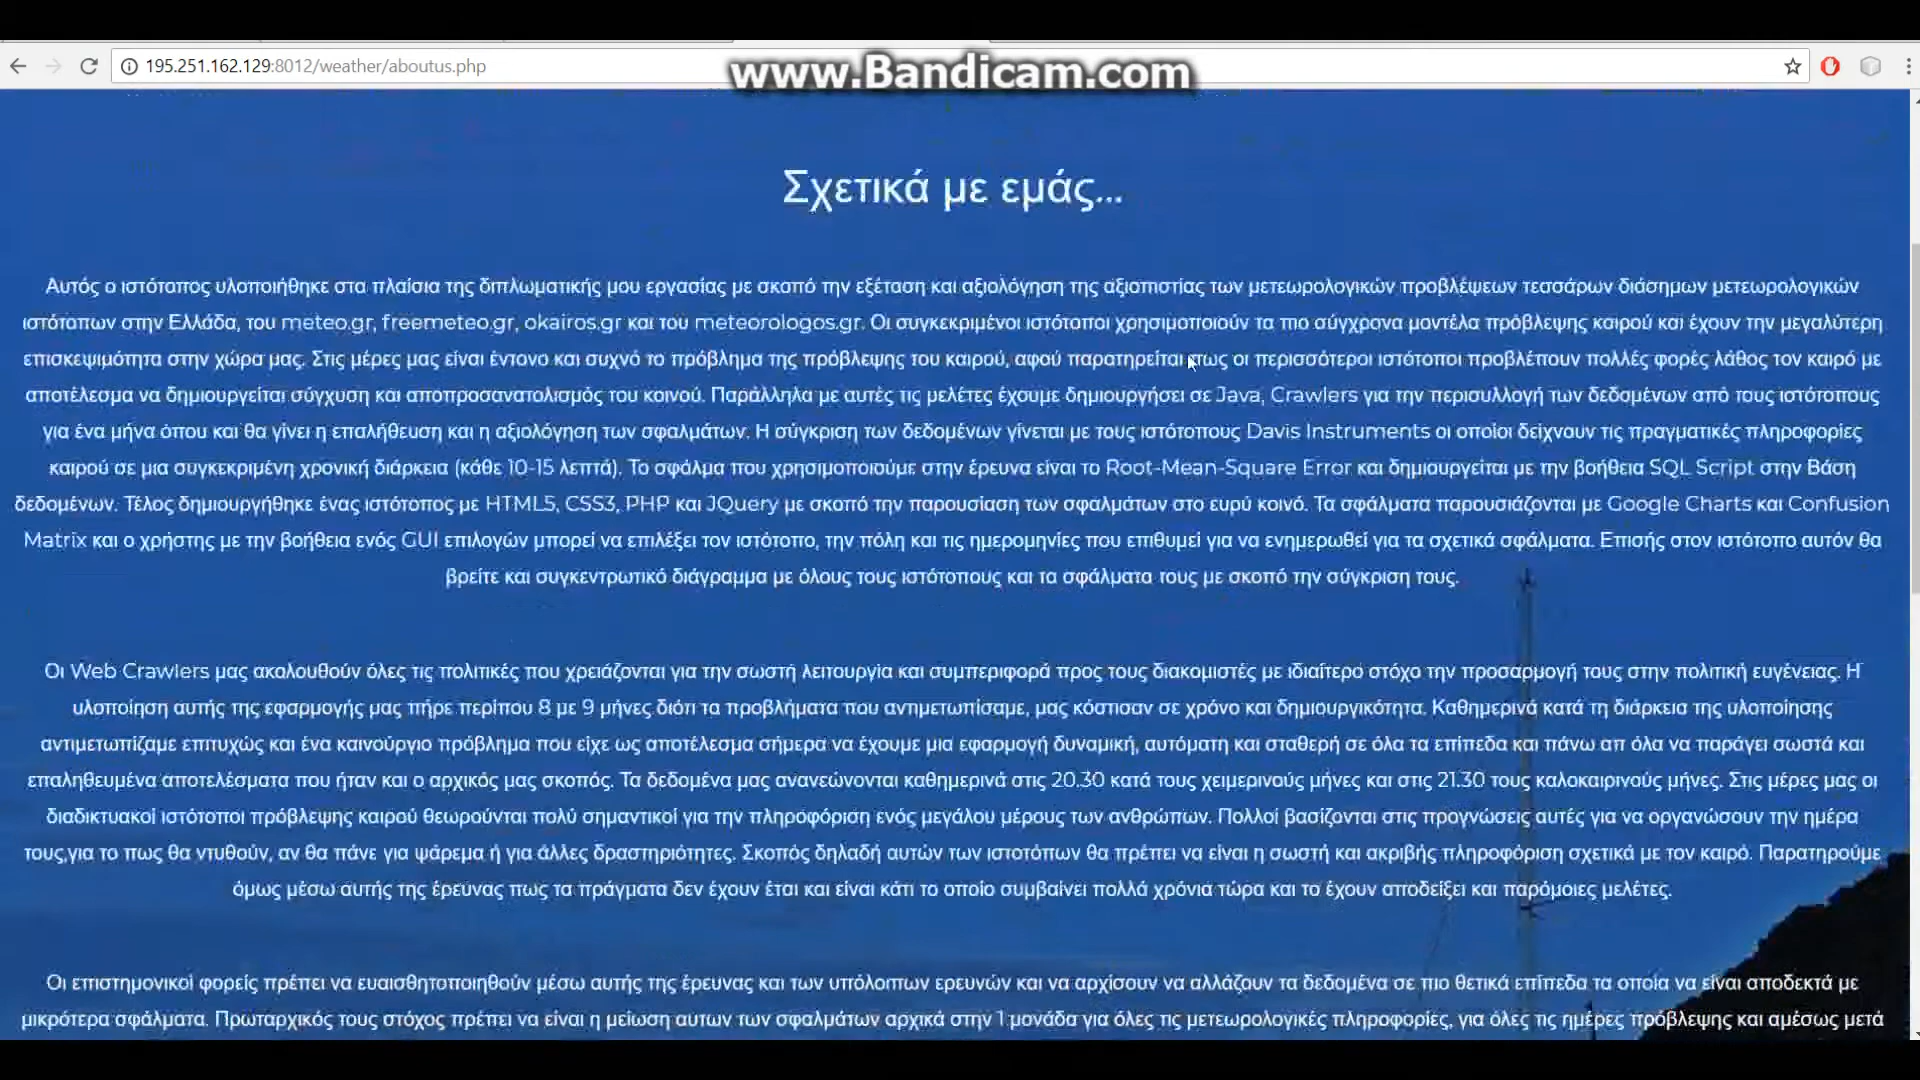 195.251.162.129:8012/weather/aboutus.php
www.Bandicam.com
Σχετικά με εμάς...
Αυτός ο ιστότοπος υλοποιήθηκε στα πλαίσια της διπλωματικής μου εργασίας με σκοπό την εξέταση και αξιολόγηση της αξιοπιστίας των μετεωρολογικών προβλέψεων τεσσάρων διάσημων μετεωρολογικών
ιστότοπων στην Ελλάδα, του meteo.gr, freemeteo.gr, okairos.gr και του meteorologos.gr. Οι συγκεκριμένοι ιστότοποι χρησιμοποιούν τα πιο σύγχρονα μοντέλα πρόβλεψης καιρού και έχουν την μεγαλύτερη
επισκεψιμότητα στην χώρα μας. Στις μέρες μας είναι έντονο και συχνό το πρόβλημα της πρόβλεψης του καιρού, αφού παρατηρείται πως οι περισσότεροι ιστότοποι προβλέπουν πολλές φορές λάθος τον καιρό με
αποτέλεσμα να δημιουργείται σύγχυση και αποπροσανατολισμός του κοινού. Παράλληλα με αυτές τις μελέτες έχουμε δημιουργήσει σε Java, Crawlers για την περισυλλογή των δεδομένων από τους ιστότοπους
για ένα μήνα όπου και θα γίνει η επαλήθευση και η αξιολόγηση των σφαλμάτων. Η σύγκριση των δεδομένων γίνεται με τους ιστότοπους Davis Instruments οι οποίοι δείχνουν τις πραγματικές πληροφορίες
καιρού σε μια συγκεκριμένη χρονική διάρκεια (κάθε 10-15 λεπτά). Το σφάλμα που χρησιμοποιούμε στην έρευνα είναι το Root-Mean-Square Error και δημιουργείται με την βοήθεια SQL Script στην Βάση
δεδομένων. Τέλος δημιουργήθηκε ένας ιστότοπος με HTML5, CSS3, PHP και JQuery με σκοπό την παρουσίαση των σφαλμάτων στο ευρύ κοινό. Τα σφάλματα παρουσιάζονται με Google Charts και Confusion
Matrix και ο χρήστης με την βοήθεια ενός GUI επιλογών μπορεί να επιλέξει τον ιστότοπο, την πόλη και τις ημερομηνίες που επιθυμεί για να ενημερωθεί για τα σχετικά σφάλματα. Επισής στον ιστότοπο αυτόν θα
βρείτε και συγκεντρωτικό διάγραμμα με όλους τους ιστότοπους και τα σφάλματα τους με σκοπό την σύγκριση τους.
Οι Web Crawlers μας ακολουθούν όλες τις πολιτικές που χρειάζονται για την σωστή λειτουργία και συμπεριφορά προς τους διακομιστές με ιδιαίτερο στόχο την προσαρμογή τους στην πολιτική ευγένειας. Η
υλοποίηση αυτής της εφαρμογής μας πήρε περίπου 8 με 9 μήνες διότι τα προβλήματα που αντιμετωπίσαμε, μας κόστισαν σε χρόνο και δημιουργικότητα. Καθημερινά κατά τη διάρκεια της υλοποίησης
αντιμετωπίζαμε επιτυχώς και ένα καινούργιο πρόβλημα που είχε ως αποτέλεσμα σήμερα να έχουμε μια εφαρμογή δυναμική, αυτόματη και σταθερή σε όλα τα επίπεδα και πάνω απ όλα να παράγει σωστά και
επαληθευμένα αποτελέσματα που ήταν και ο αρχικός μας σκοπός. Τα δεδομένα μας ανανεώνονται καθημερινά στις 20.30 κατά τους χειμερινούς μήνες και στις 21.30 τους καλοκαιρινούς μήνες. Στις μέρες μας οι
διαδικτυακοί ιστότοποι πρόβλεψης καιρού θεωρούνται πολύ σημαντικοί για την πληροφόριση ενός μεγάλου μέρους των ανθρώπων. Πολλοί βασίζονται στις προγνώσεις αυτές για να οργανώσουν την ημέρα
τους,για το πως θα ντυθούν, αν θα πάνε για ψάρεμα ή για άλλες δραστηριότητες. Σκοπός δηλαδή αυτών των ιστοτόπων θα πρέπει να είναι η σωστή και ακριβής πληροφόριση σχετικά με τον καιρό. Παρατηρούμε
όμως μέσω αυτής της έρευνας πως τα πράγματα δεν έχουν έτσι και είναι κάτι το οποίο συμβαίνει πολλά χρόνια τώρα και το έχουν αποδείξει και παρόμοιες μελέτες.
Οι επιστημονικοί φορείς πρέπει να ευαισθητοποιηθούν μέσω αυτής της έρευνας και των υπόλοιπων ερευνών και να αρχίσουν να αλλάζουν τα δεδομένα σε πιο θετικά επίπεδα τα οποία να είναι αποδεκτά με
μικρότερα σφάλματα. Πρωταρχικός τους στόχος πρέπει να είναι η μείωση αυτων των σφαλμάτων αρχικά στην 1 μονάδα για όλες τις μετεωρολογικές πληροφορίες, για όλες τις ημέρες πρόβλεψης και αμέσως μετά